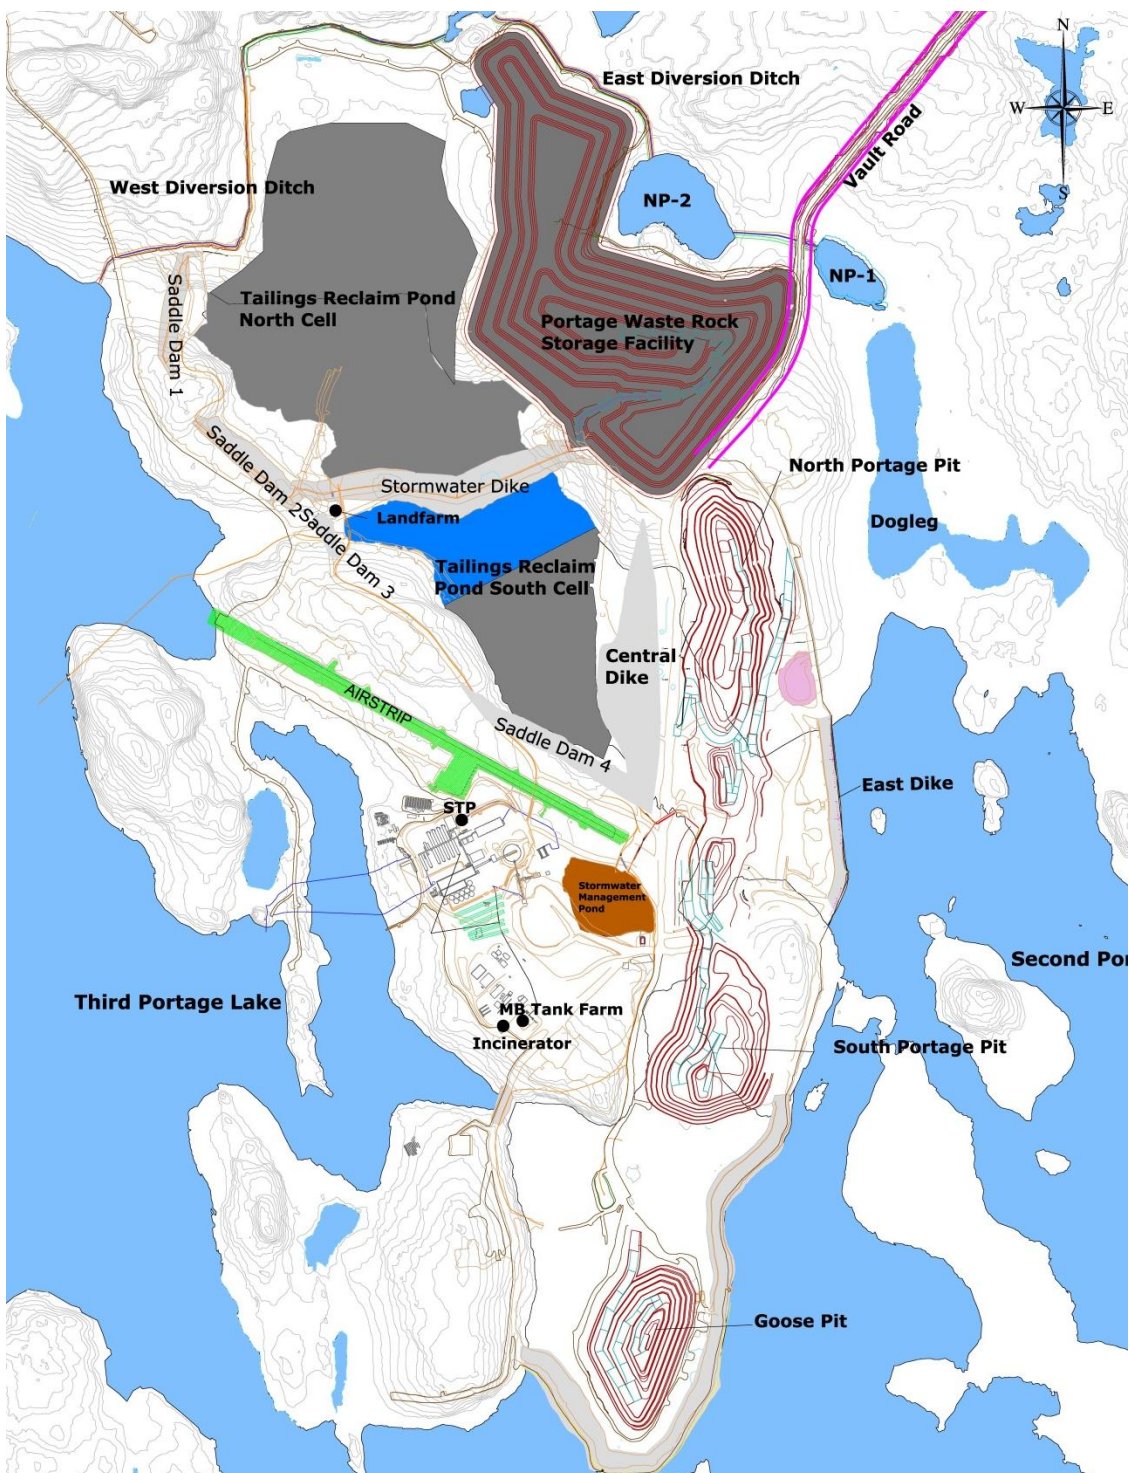 N
W
E
S
East Diversion Ditch
Vault Road
West Diversion Ditch
NP-2
NP-1
Saddle Dam 1
Tailings Reclaim Pond
North Cell
Portage Waste Rock
Storage Facility
Saddle Dam 2
Stormwater Dike
North Portage Pit
Landfarm
Dogleg
Saddle Dam 3
Tailings Reclaim
Pond South Cell
Central
Dike
AIRSTRIP
Saddle Dam 4
East Dike
STP
Stormwater
Management
Pond
Second Por
Third Portage Lake
MB Tank Farm
Incinerator
South Portage Pit
Goose Pit